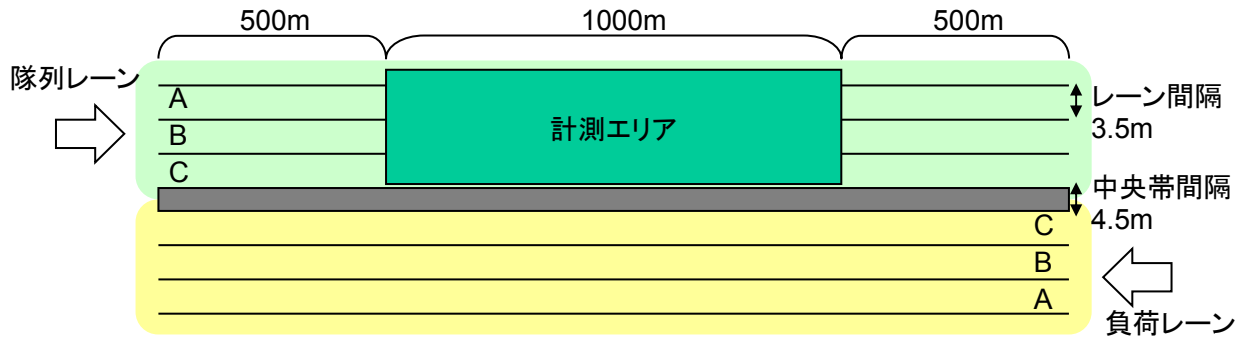 500m
1000m
500m
隊列レーン
A
B
C
計測エリア
レーン間隔
3.5m
中央帯間隔
4.5m
C
B
A
負荷レーン